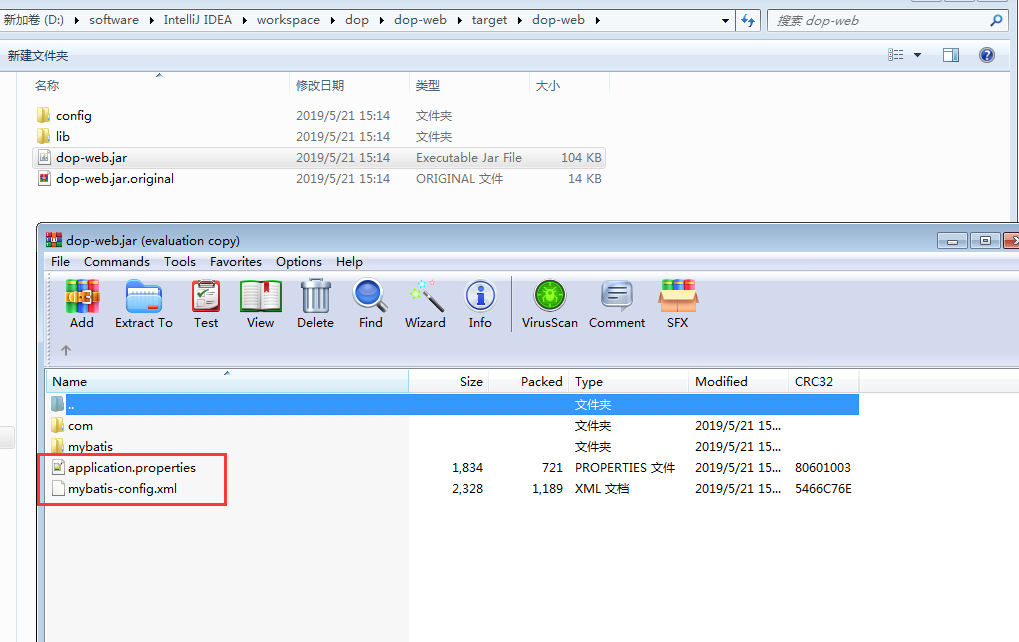 新加卷 (D:) ▸ software ▸ IntelliJ IDEA ▸ workspace ▸ dop ▸ dop-web ▸ target ▸ dop-web ▸ 搜索 dop-web
新建文件夹
名称 修改日期 类型 大小
config 2019/5/21 15:14 文件夹
lib 2019/5/21 15:14 文件夹
dop-web.jar 2019/5/21 15:14 Executable Jar File 104 KB
dop-web.jar.original 2019/5/21 15:14 ORIGINAL 文件 14 KB
dop-web.jar (evaluation copy)
File Commands Tools Favorites Options Help
Add Extract To Test View Delete Find Wizard Info VirusScan Comment SFX
Name Size Packed Type Modified CRC32
.. 文件夹
com 文件夹 2019/5/21 15...
mybatis 文件夹 2019/5/21 15...
application.properties 1,834 721 PROPERTIES 文件 2019/5/21 15... 80601003
mybatis-config.xml 2,328 1,189 XML 文档 2019/5/21 15... 5466C76E